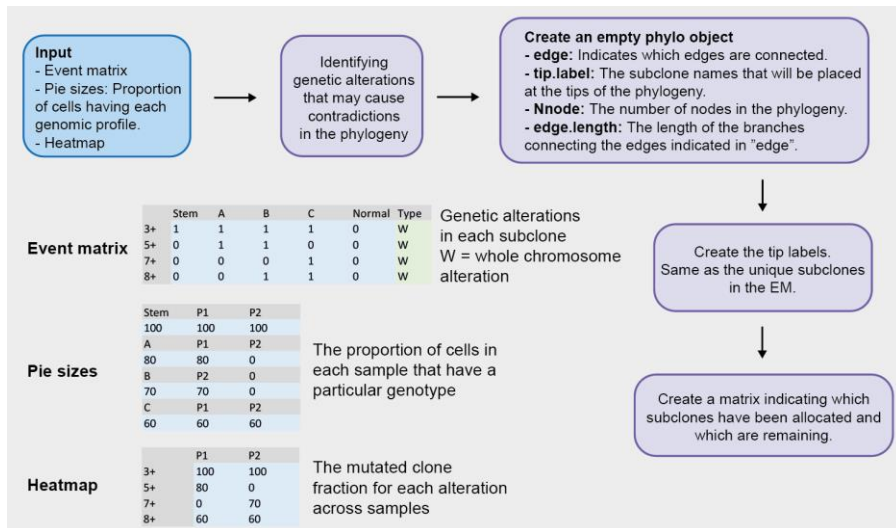 Input
- Event matrix
- Pie sizes: Proportion
of cells having each
genomic profile.
- Heatmap
Identifying
genetic alterations
that may cause
contradictions
in the phylogeny
Create an empty phylo object
- edge: Indicates which edges are connected.
- tip.label: The subclone names that will be placed
at the tips of the phylogeny.
- Nnode: The number of nodes in the phylogeny.
- edge.length: The length of the branches
connecting the edges indicated in "edge".
Create the tip labels.
Same as the unique subclones
in the EM.
Create a matrix indicating which
subclones have been allocated and
which are remaining.
Event matrix
Stem A B C Normal Type
3+ 1 1 1 1 0 W
5+ 0 1 1 0 0 W
7+ 0 0 0 1 0 W
8+ 0 0 1 1 0 W
Genetic alterations
in each subclone
W = whole chromosome
alteration
Pie sizes
Stem P1 P2
100 100 100
A P1 P2
80 80 0
B P2 0
70 70 0
C P1 P2
60 60 60
The proportion of cells in
each sample that have a
particular genotype
Heatmap
P1 P2
3+ 100 100
5+ 80 0
7+ 0 70
8+ 60 60
The mutated clone
fraction for each alteration
across samples